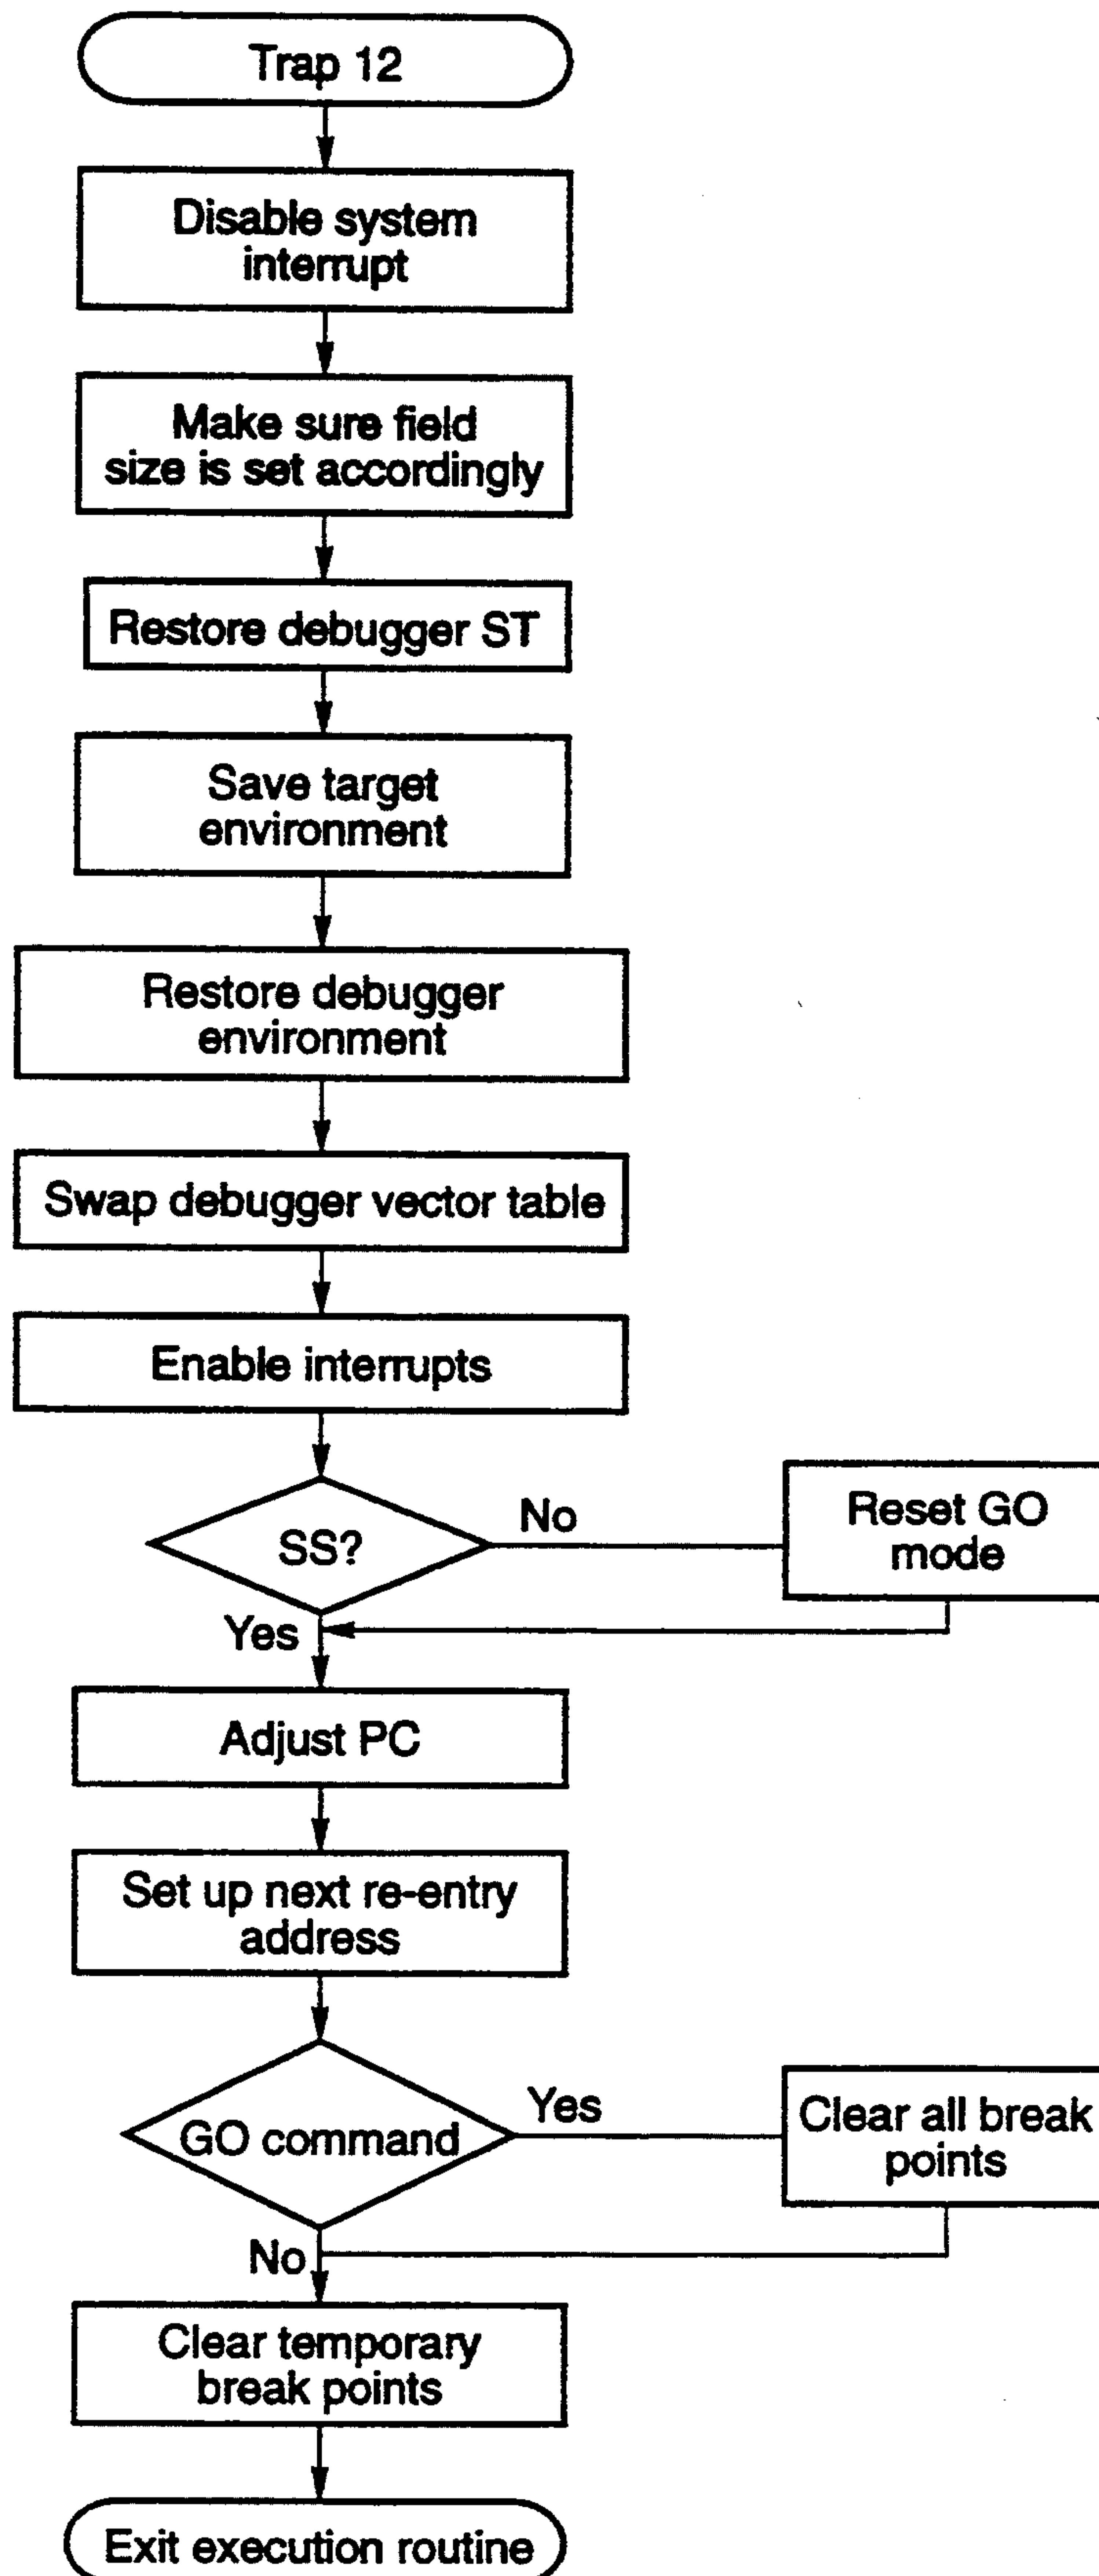 Trap 12
Disable system
interrupt
Make sure field
size is set accordingly
Restore debugger ST
Save target
environment
Restore debugger
environment
Swap debugger vector table
Enable interrupts
SS?
No
Reset GO
mode
Yes
Adjust PC
Set up next re-entry
address
GO command
Yes
Clear all break
points
No
Clear temporary
break points
Exit execution routine